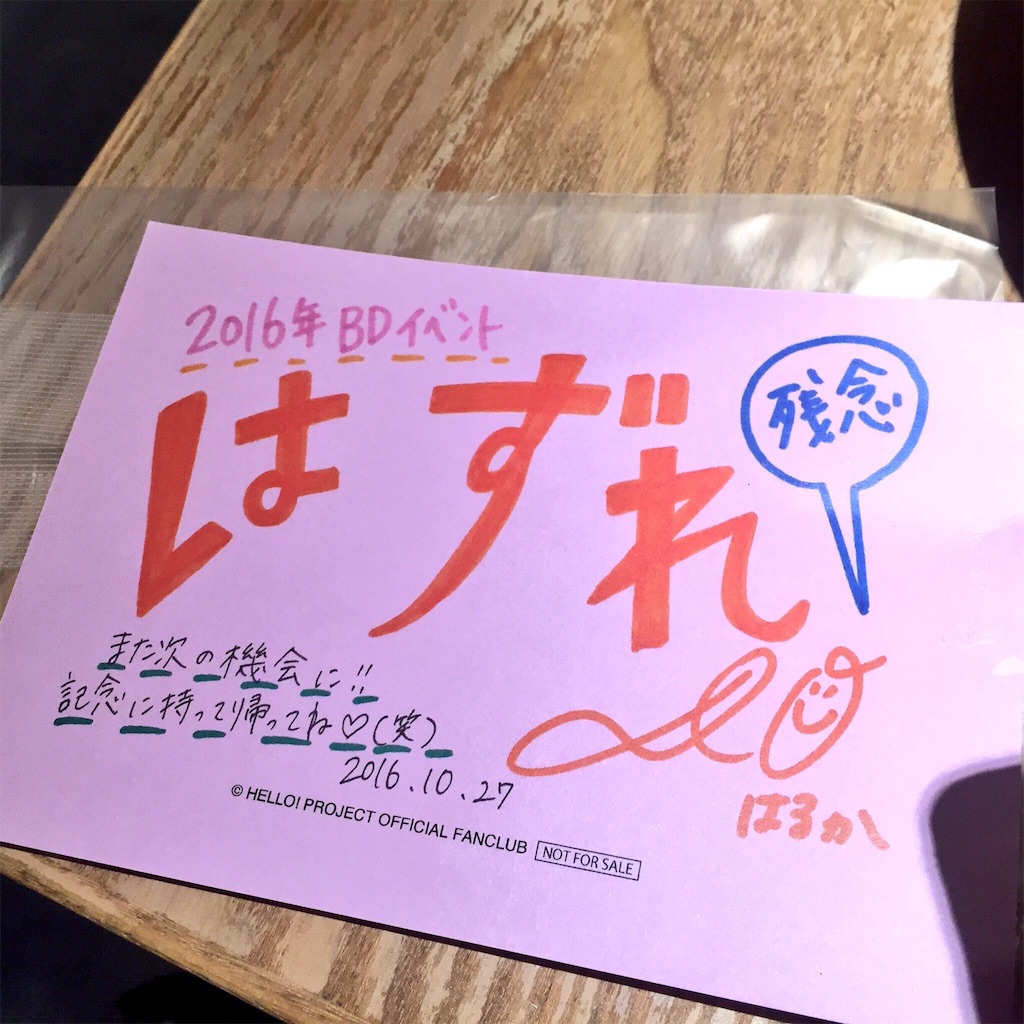 2016年 BDイベント
はずれ
残念
また次の機会に!!
記念に持って帰ってね♡(笑)
2016.10.27
はるか
© HELLO! PROJECT OFFICIAL FANCLUB NOT FOR SALE